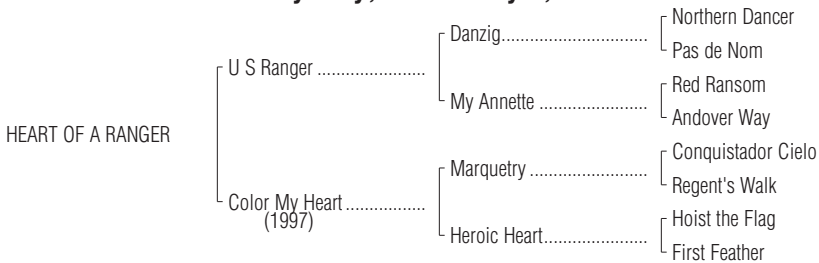 Northern Dancer
Danzig..............................
Pas de Nom
U S Ranger .......................
Red Ransom
My Annette .......................
Andover Way
HEART OF A RANGER
Conquistador Cielo
Marquetry .........................
Regent's Walk
Color My Heart .................
(1997)
Hoist the Flag
Heroic Heart......................
First Feather